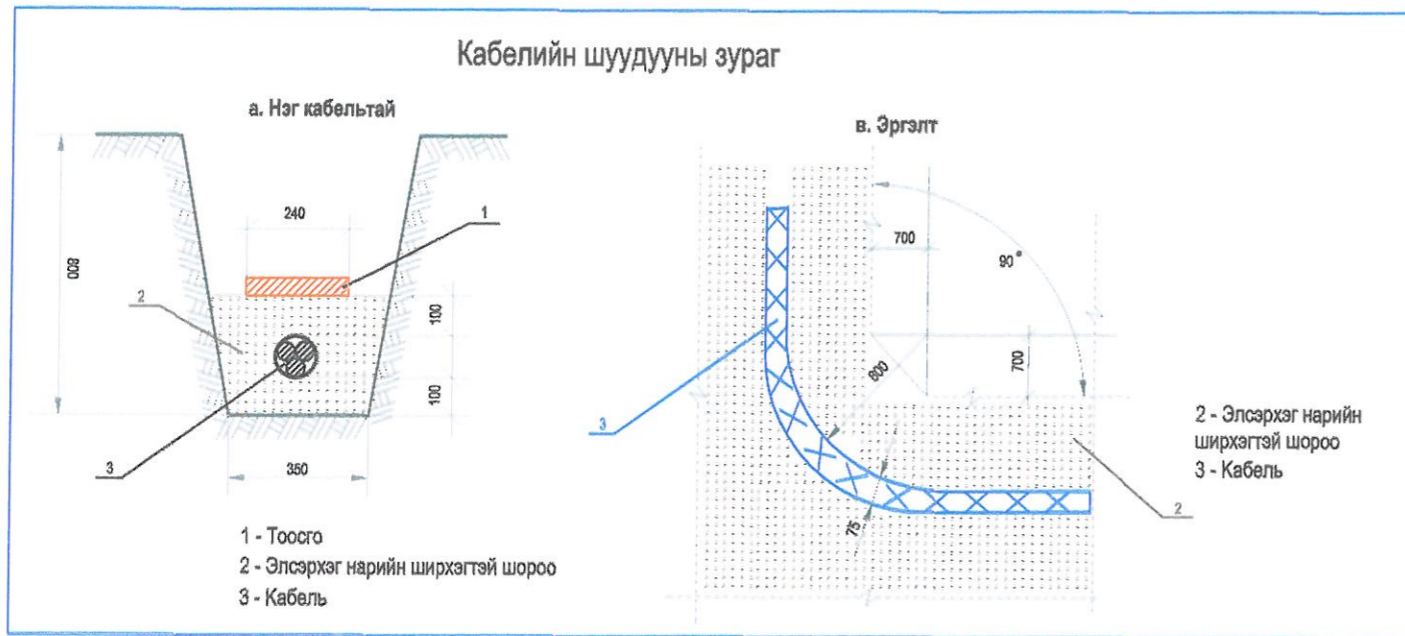 Кабелийн шуудууны зураг
а. Нэг кабельтай
240
1
800
2
100
100
3
350
1 - Тоосго
2 - Элсэрхэг нарийн ширхэгтэй шороо
3 - Кабель
в. Эргэлт
700
90°
700
800
3
75
2
2 - Элсэрхэг нарийн
ширхэгтэй шороо
3 - Кабель